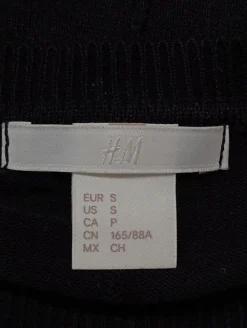 H&M
EUR S
US S
CA P
CN 165/88A
MX CH